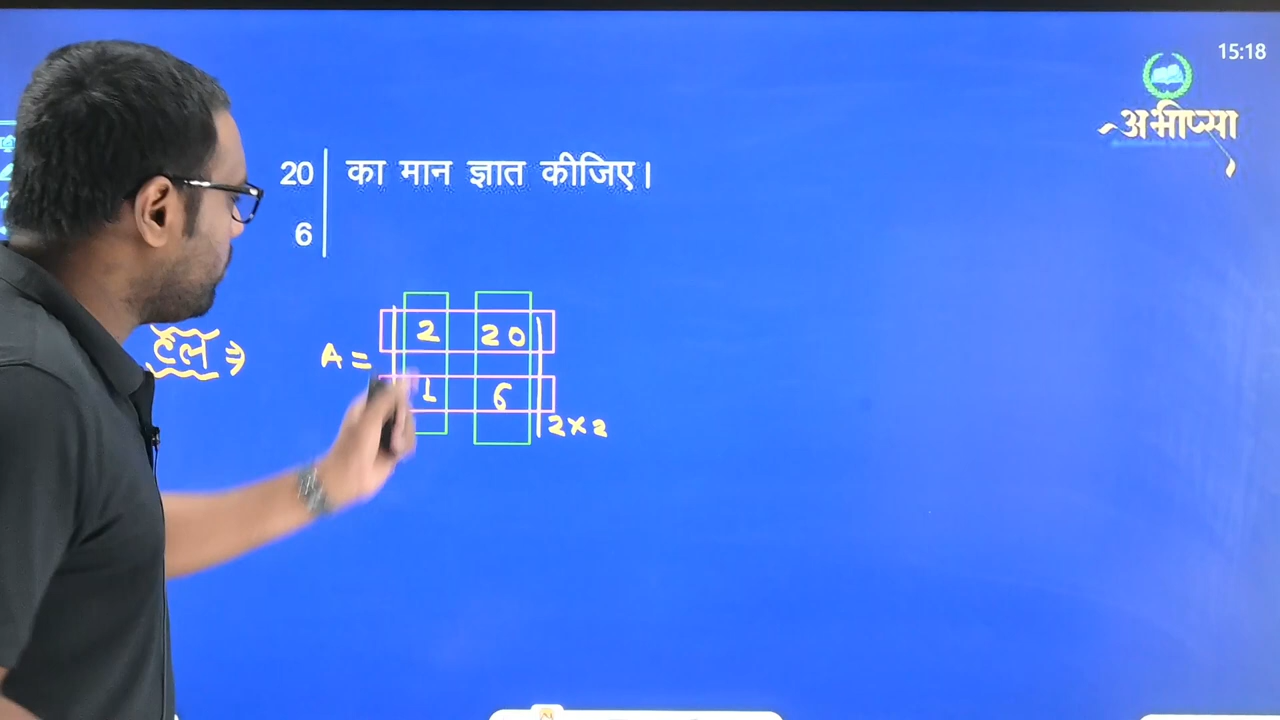 15:18
अभीप्सा
20 का मान ज्ञात कीजिए।
6
हल ⇒ A = 2 20
1 6 2×2